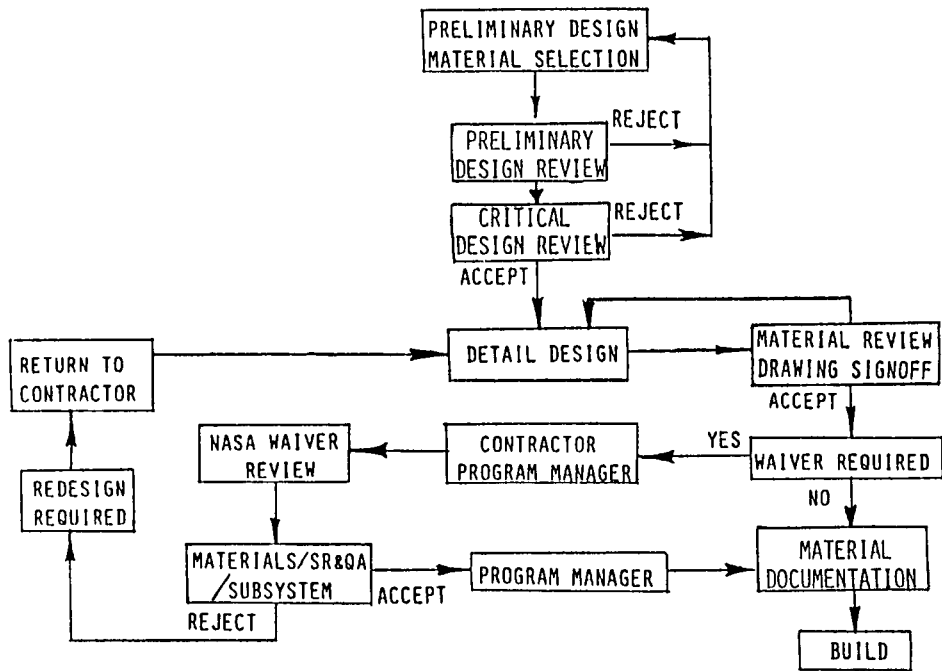 PRELIMINARY DESIGN
MATERIAL SELECTION
REJECT
PRELIMINARY
DESIGN REVIEW
REJECT
CRITICAL
DESIGN REVIEW
ACCEPT
DETAIL DESIGN
MATERIAL REVIEW
DRAWING SIGNOFF
RETURN TO
CONTRACTOR
ACCEPT
NASA WAIVER
REVIEW
CONTRACTOR
PROGRAM MANAGER
YES
WAIVER REQUIRED
REDESIGN
REQUIRED
NO
MATERIALS/SR&QA
/SUBSYSTEM
ACCEPT
PROGRAM MANAGER
MATERIAL
DOCUMENTATION
REJECT
BUILD